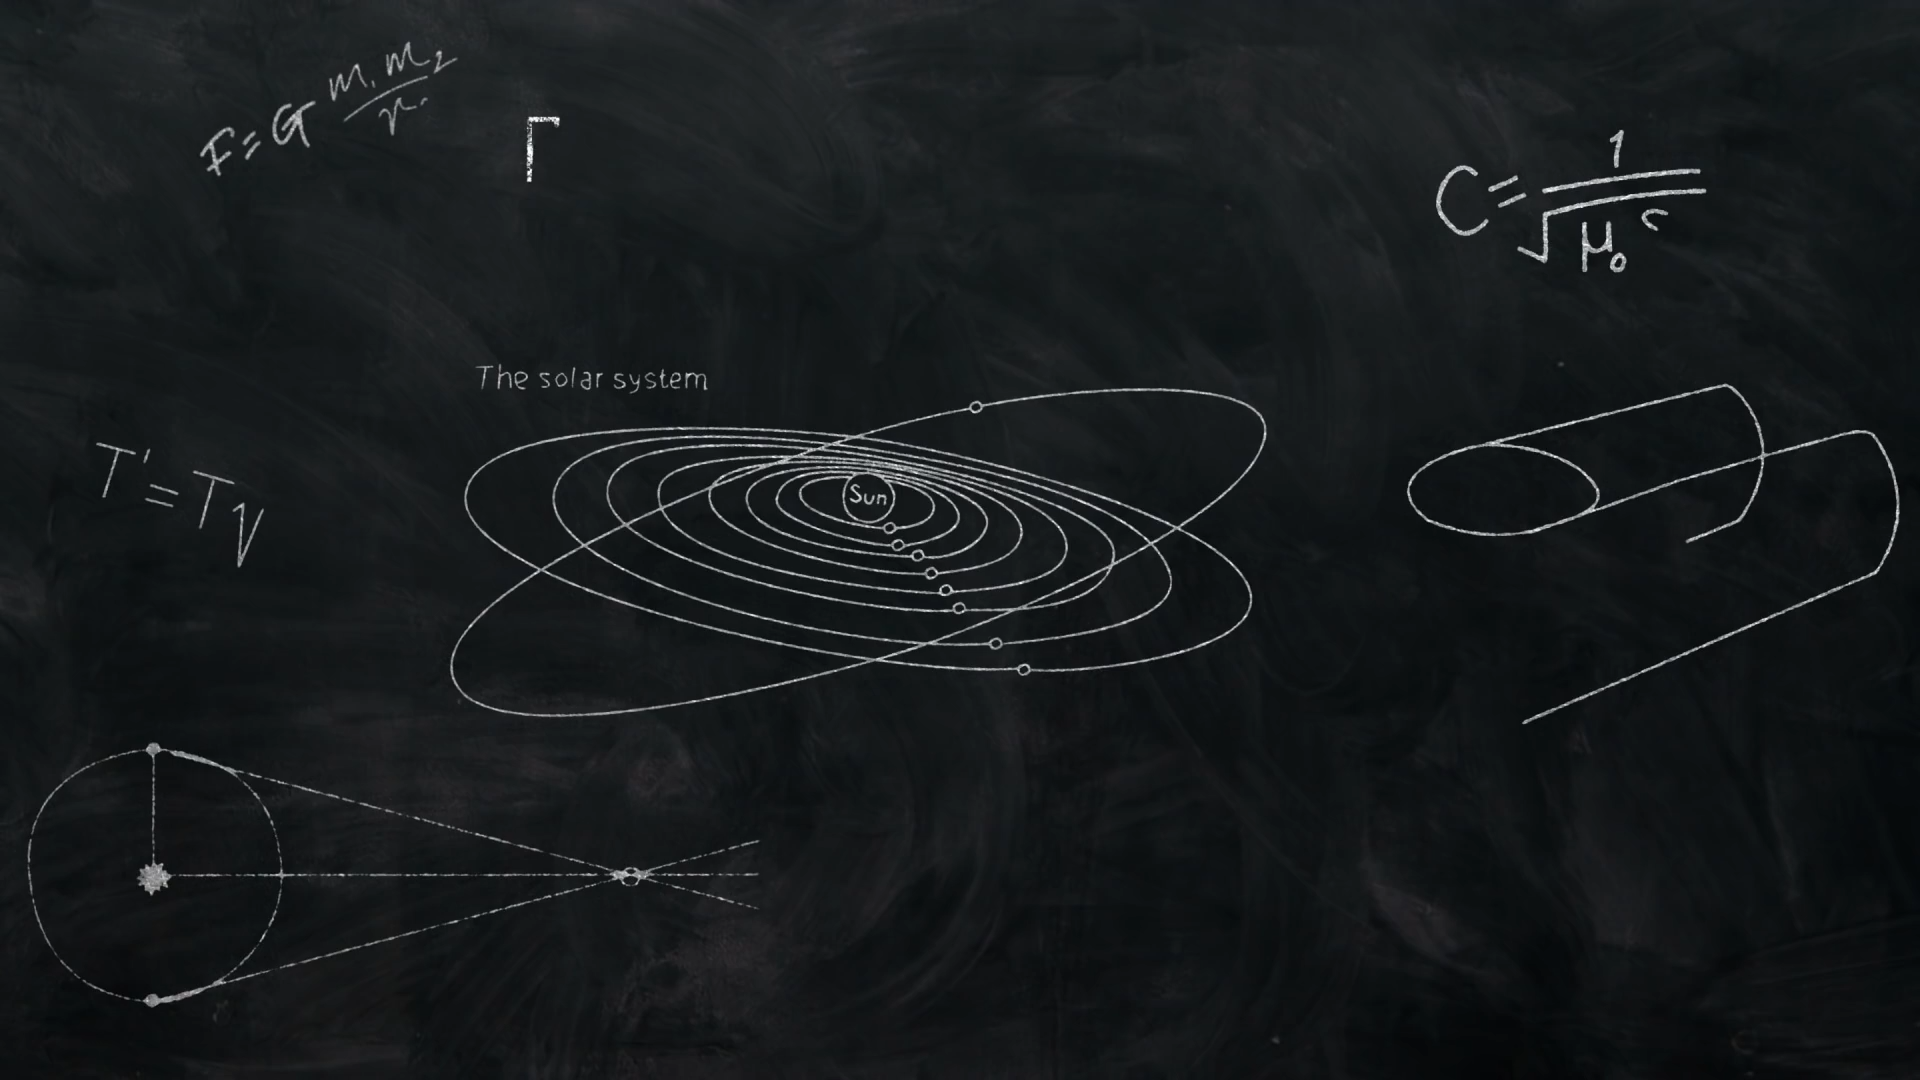 F=G m₁m₂/r.
Γ
C=1/√μ₀
The solar system
Sun
T'=Tγ